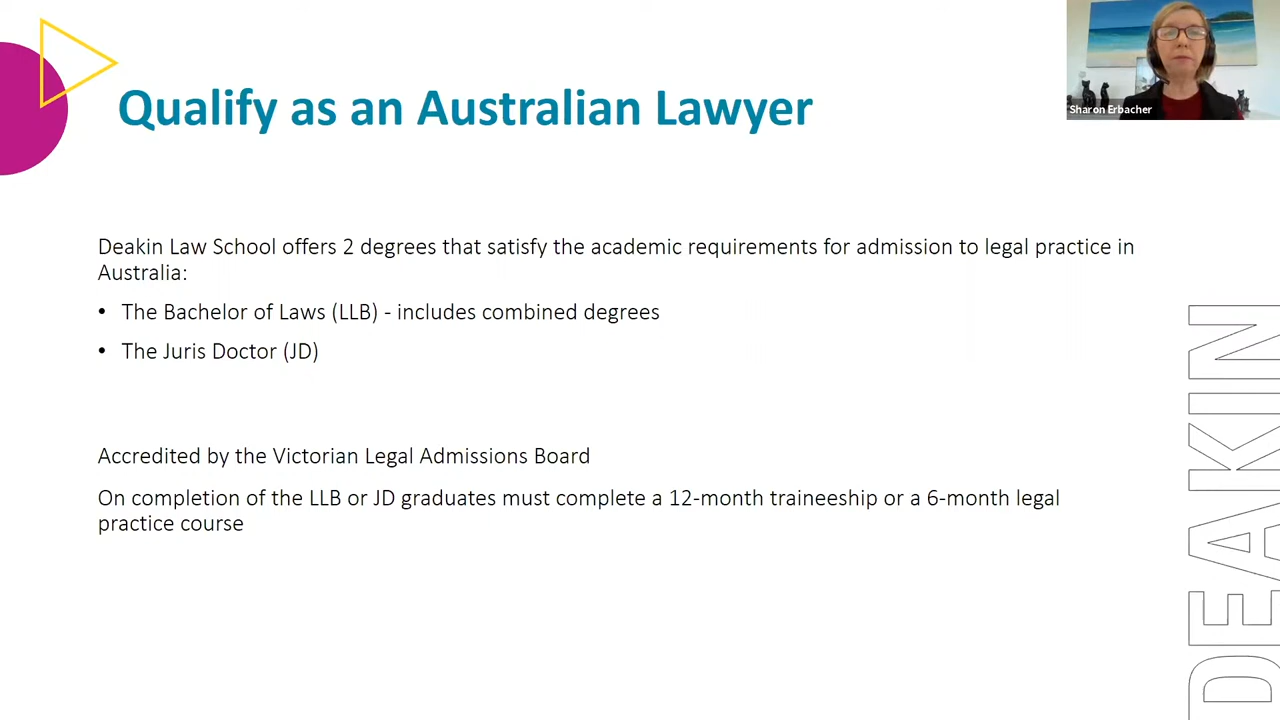 Qualify as an Australian Lawyer
Sharon Erbacher
Deakin Law School offers 2 degrees that satisfy the academic requirements for admission to legal practice in
Australia:
• The Bachelor of Laws (LLB) - includes combined degrees
• The Juris Doctor (JD)
Accredited by the Victorian Legal Admissions Board
On completion of the LLB or JD graduates must complete a 12-month traineeship or a 6-month legal
practice course
DEAKIN